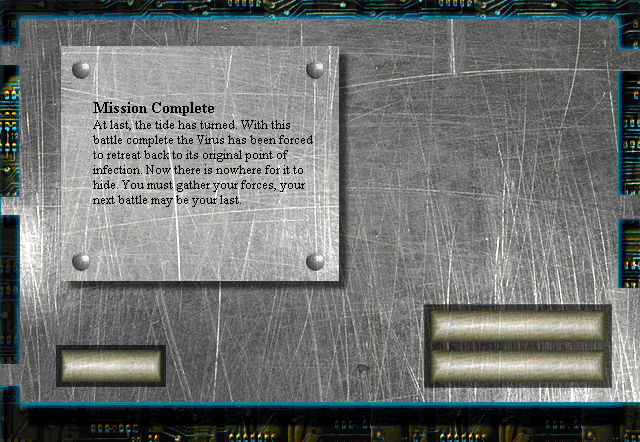 Mission Complete
At last, the tide has turned. With this
battle complete the Virus has been forced
to retreat back to its original point of
infection. Now there is nowhere for it to
hide. You must gather your forces, your
next battle may be your last.